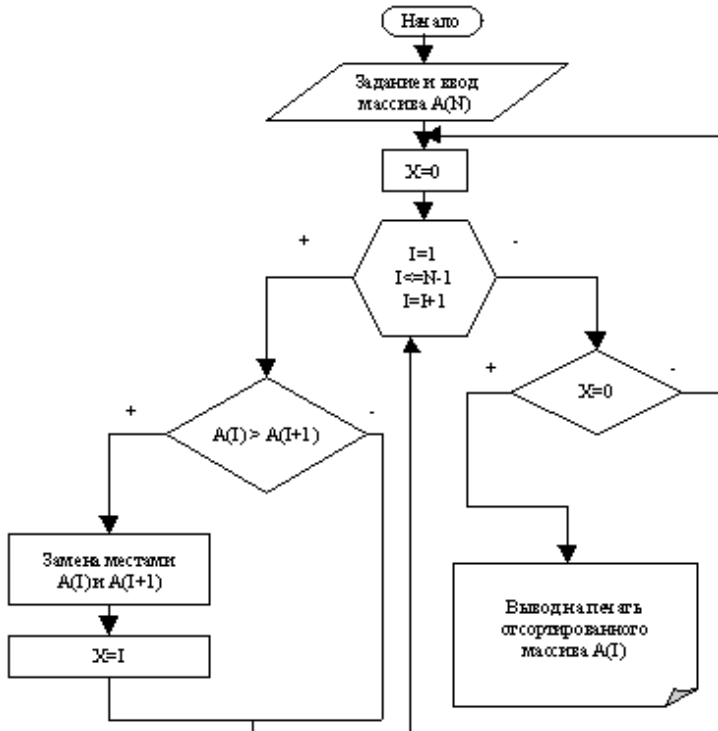 Начало
Задание и ввод
массива A(N)
X=0
+
-
I=1
I<=N-1
I=I+1
+
-
X=0
+
-
A(I) > A(I+1)
Замена местами
A(I) и A(I+1)
X=I
Вывод на печать
отсортированного
массива A(I)